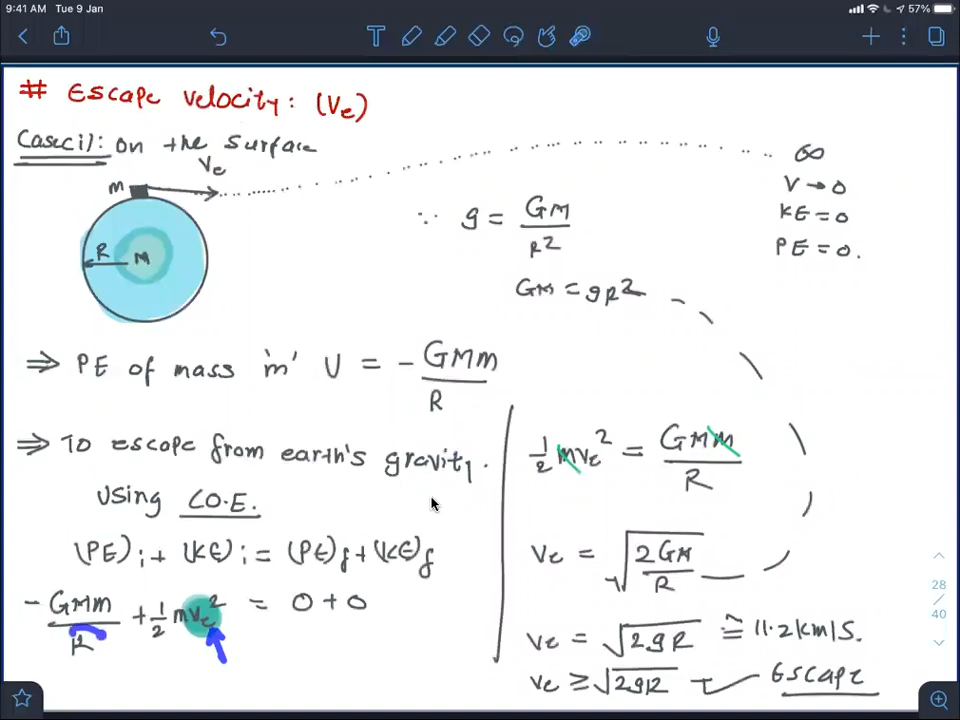 9:41 AM Tue 9 Jan
57%
# Escape velocity: (Ve)
Case(i): on the surface
Ve
m
R
M
∞
V → 0
KE = 0
PE = 0.
∵ g = GM/R²
GM = gR²
⇒ PE of mass 'm' U = - GMm/R
⇒ To escape from earth's gravity.
Using C.O.E.
(PE)i + (KE)i = (PE)f + (KE)f
- GMm/R + 1/2 mve² = 0 + 0
1/2 mve² = GMm/R
Ve = √(2GM/R)
Ve = √2gR ≅ 11.2 km/s.
Ve ≥ √2gR Escape
28
/
40